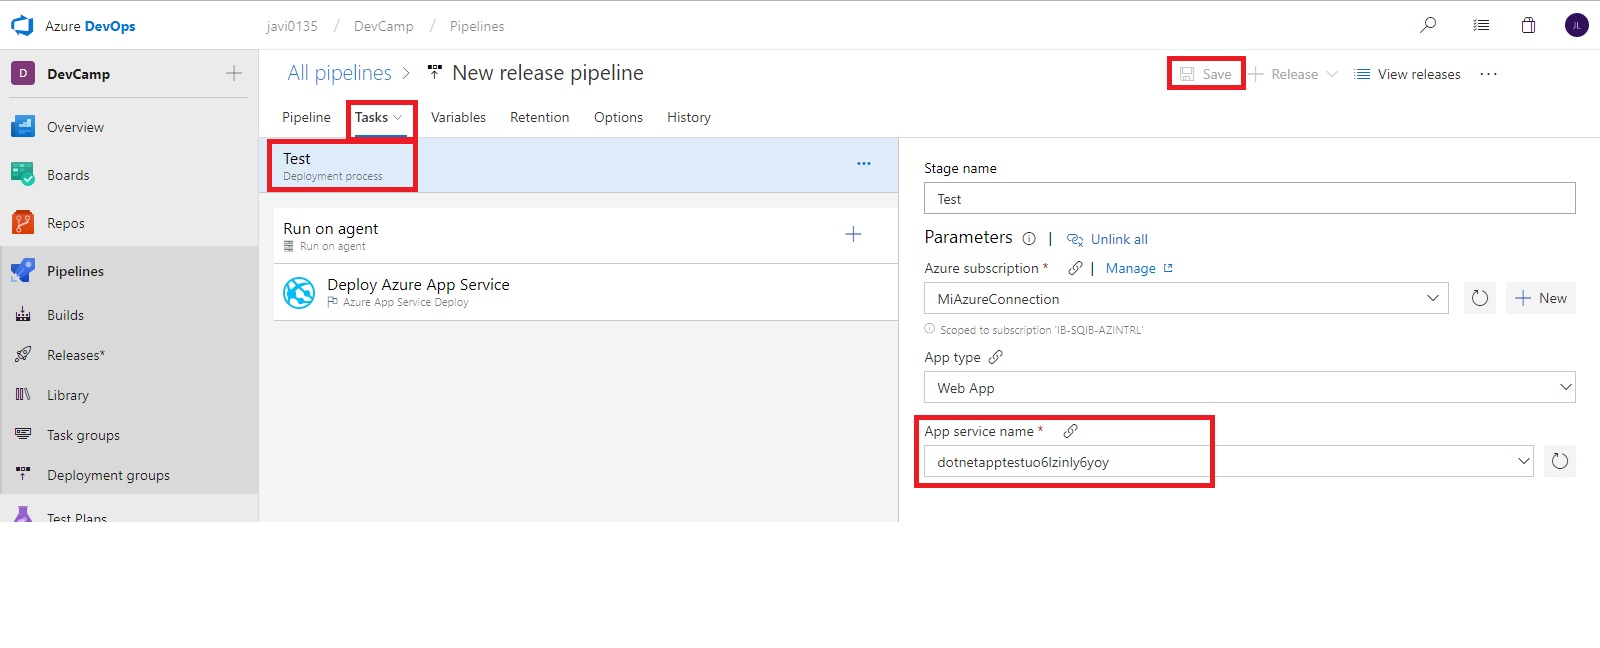 Azure DevOps
javi0135 / DevCamp / Pipelines
JL
D DevCamp
Overview
Boards
Repos
Pipelines
Builds
Releases*
Library
Task groups
Deployment groups
Test Plans
All pipelines > New release pipeline
Save
Release
View releases
...
Pipeline Tasks Variables Retention Options History
Test
Deployment process
...
Run on agent
Run on agent
Deploy Azure App Service
Azure App Service Deploy
Stage name
Test
Parameters | Unlink all
Azure subscription * | Manage
MiAzureConnection
New
Scoped to subscription 'IB-SQIB-AZINTRL'
App type
Web App
App service name *
dotnetapptestuo6lzinly6yoy